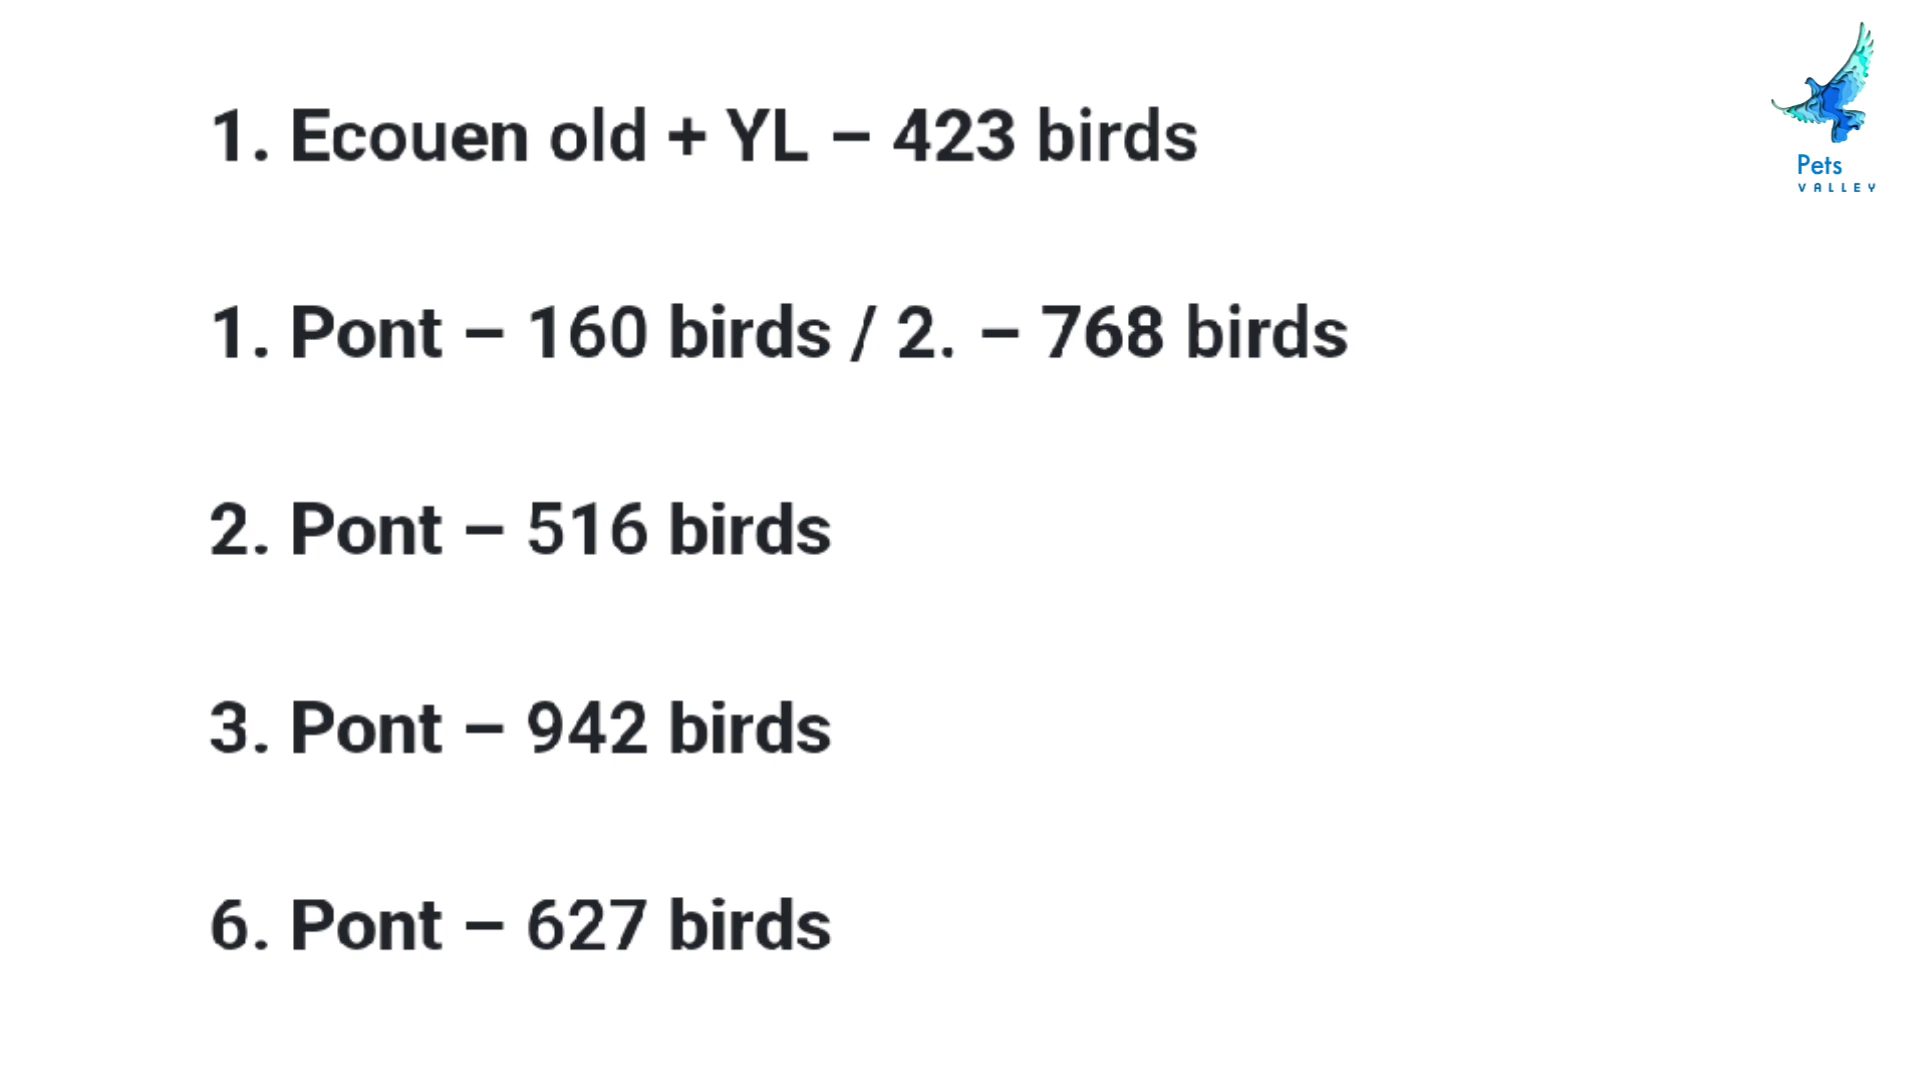 1. Ecouen old + YL – 423 birds
1. Pont – 160 birds / 2. – 768 birds
2. Pont – 516 birds
3. Pont – 942 birds
6. Pont – 627 birds
Pets
VALLEY